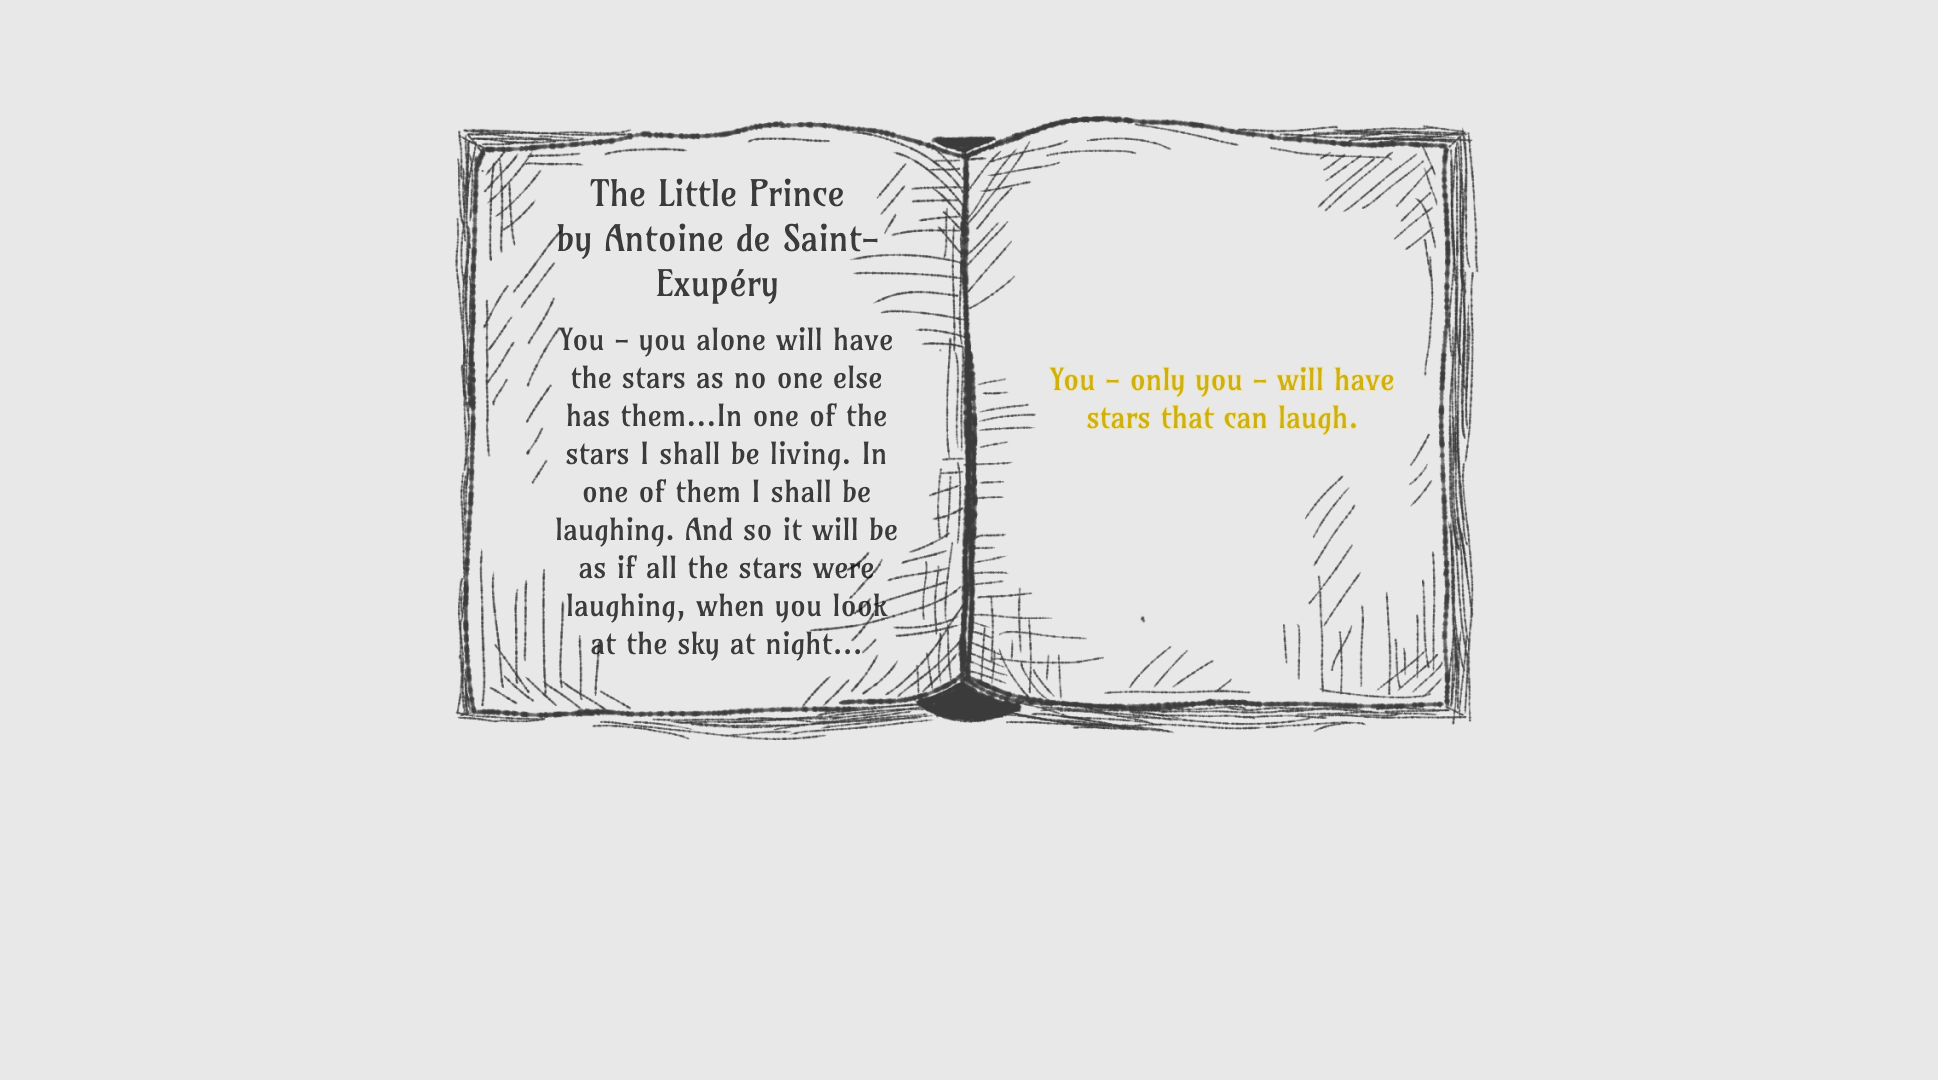 The Little Prince
by Antoine de Saint-
Exupéry
You - you alone will have
the stars as no one else
has them...In one of the
stars I shall be living. In
one of them I shall be
laughing. And so it will be
as if all the stars were
laughing, when you look
at the sky at night...
You - only you - will have
stars that can laugh.